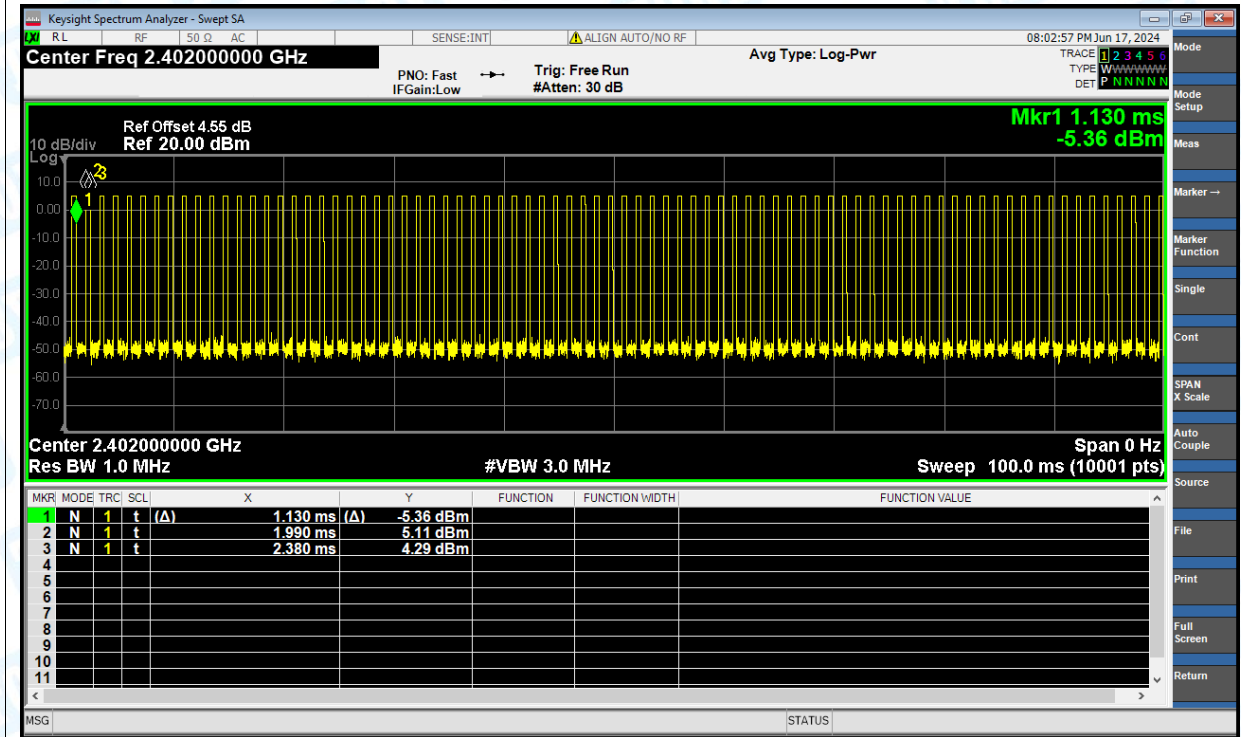 Keysight Spectrum Analyzer - Swept SA
LXI RL RF 50 Ω AC SENSE:INT ALIGN AUTO/NO RF 08:02:57 PM Jun 17, 2024
Center Freq 2.402000000 GHz
Avg Type: Log-Pwr
TRACE 1 2 3 4 5 6
PNO: Fast Trig: Free Run
TYPE WWWWWW
IFGain:Low #Atten: 30 dB
DET P N N N N N
Mkr1 1.130 ms
-5.36 dBm
Ref Offset 4.55 dB
10 dB/div Ref 20.00 dBm
Log
10.0
0.00
-10.0
-20.0
-30.0
-40.0
-50.0
-60.0
-70.0
2 3
1
Center 2.402000000 GHz Span 0 Hz
Res BW 1.0 MHz #VBW 3.0 MHz Sweep 100.0 ms (10001 pts)
MKR MODE TRC SCL X Y FUNCTION FUNCTION WIDTH FUNCTION VALUE
1 N 1 t (Δ) 1.130 ms (Δ) -5.36 dBm
2 N 1 t 1.990 ms 5.11 dBm
3 N 1 t 2.380 ms 4.29 dBm
4
5
6
7
8
9
10
11
MSG STATUS
Mode
Mode
Setup
Meas
Marker →
Marker
Function
Single
Cont
SPAN
X Scale
Auto
Couple
Source
File
Print
Full
Screen
Return